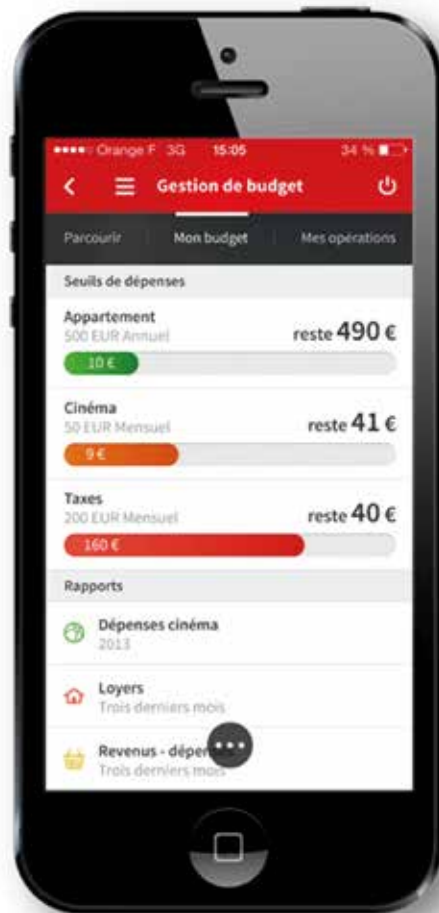 Orange F 3G 15:05 34 %
Gestion de budget
Parcourir Mon budget Mes opérations
Seuils de dépenses
Appartement
500 EUR Annuel
reste 490 €
10 €
Cinéma
50 EUR Mensuel
reste 41 €
9 €
Taxes
200 EUR Mensuel
reste 40 €
160 €
Rapports
Dépenses cinéma
2013
Loyers
Trois derniers mois
Revenus - dépen
Trois derniers mois